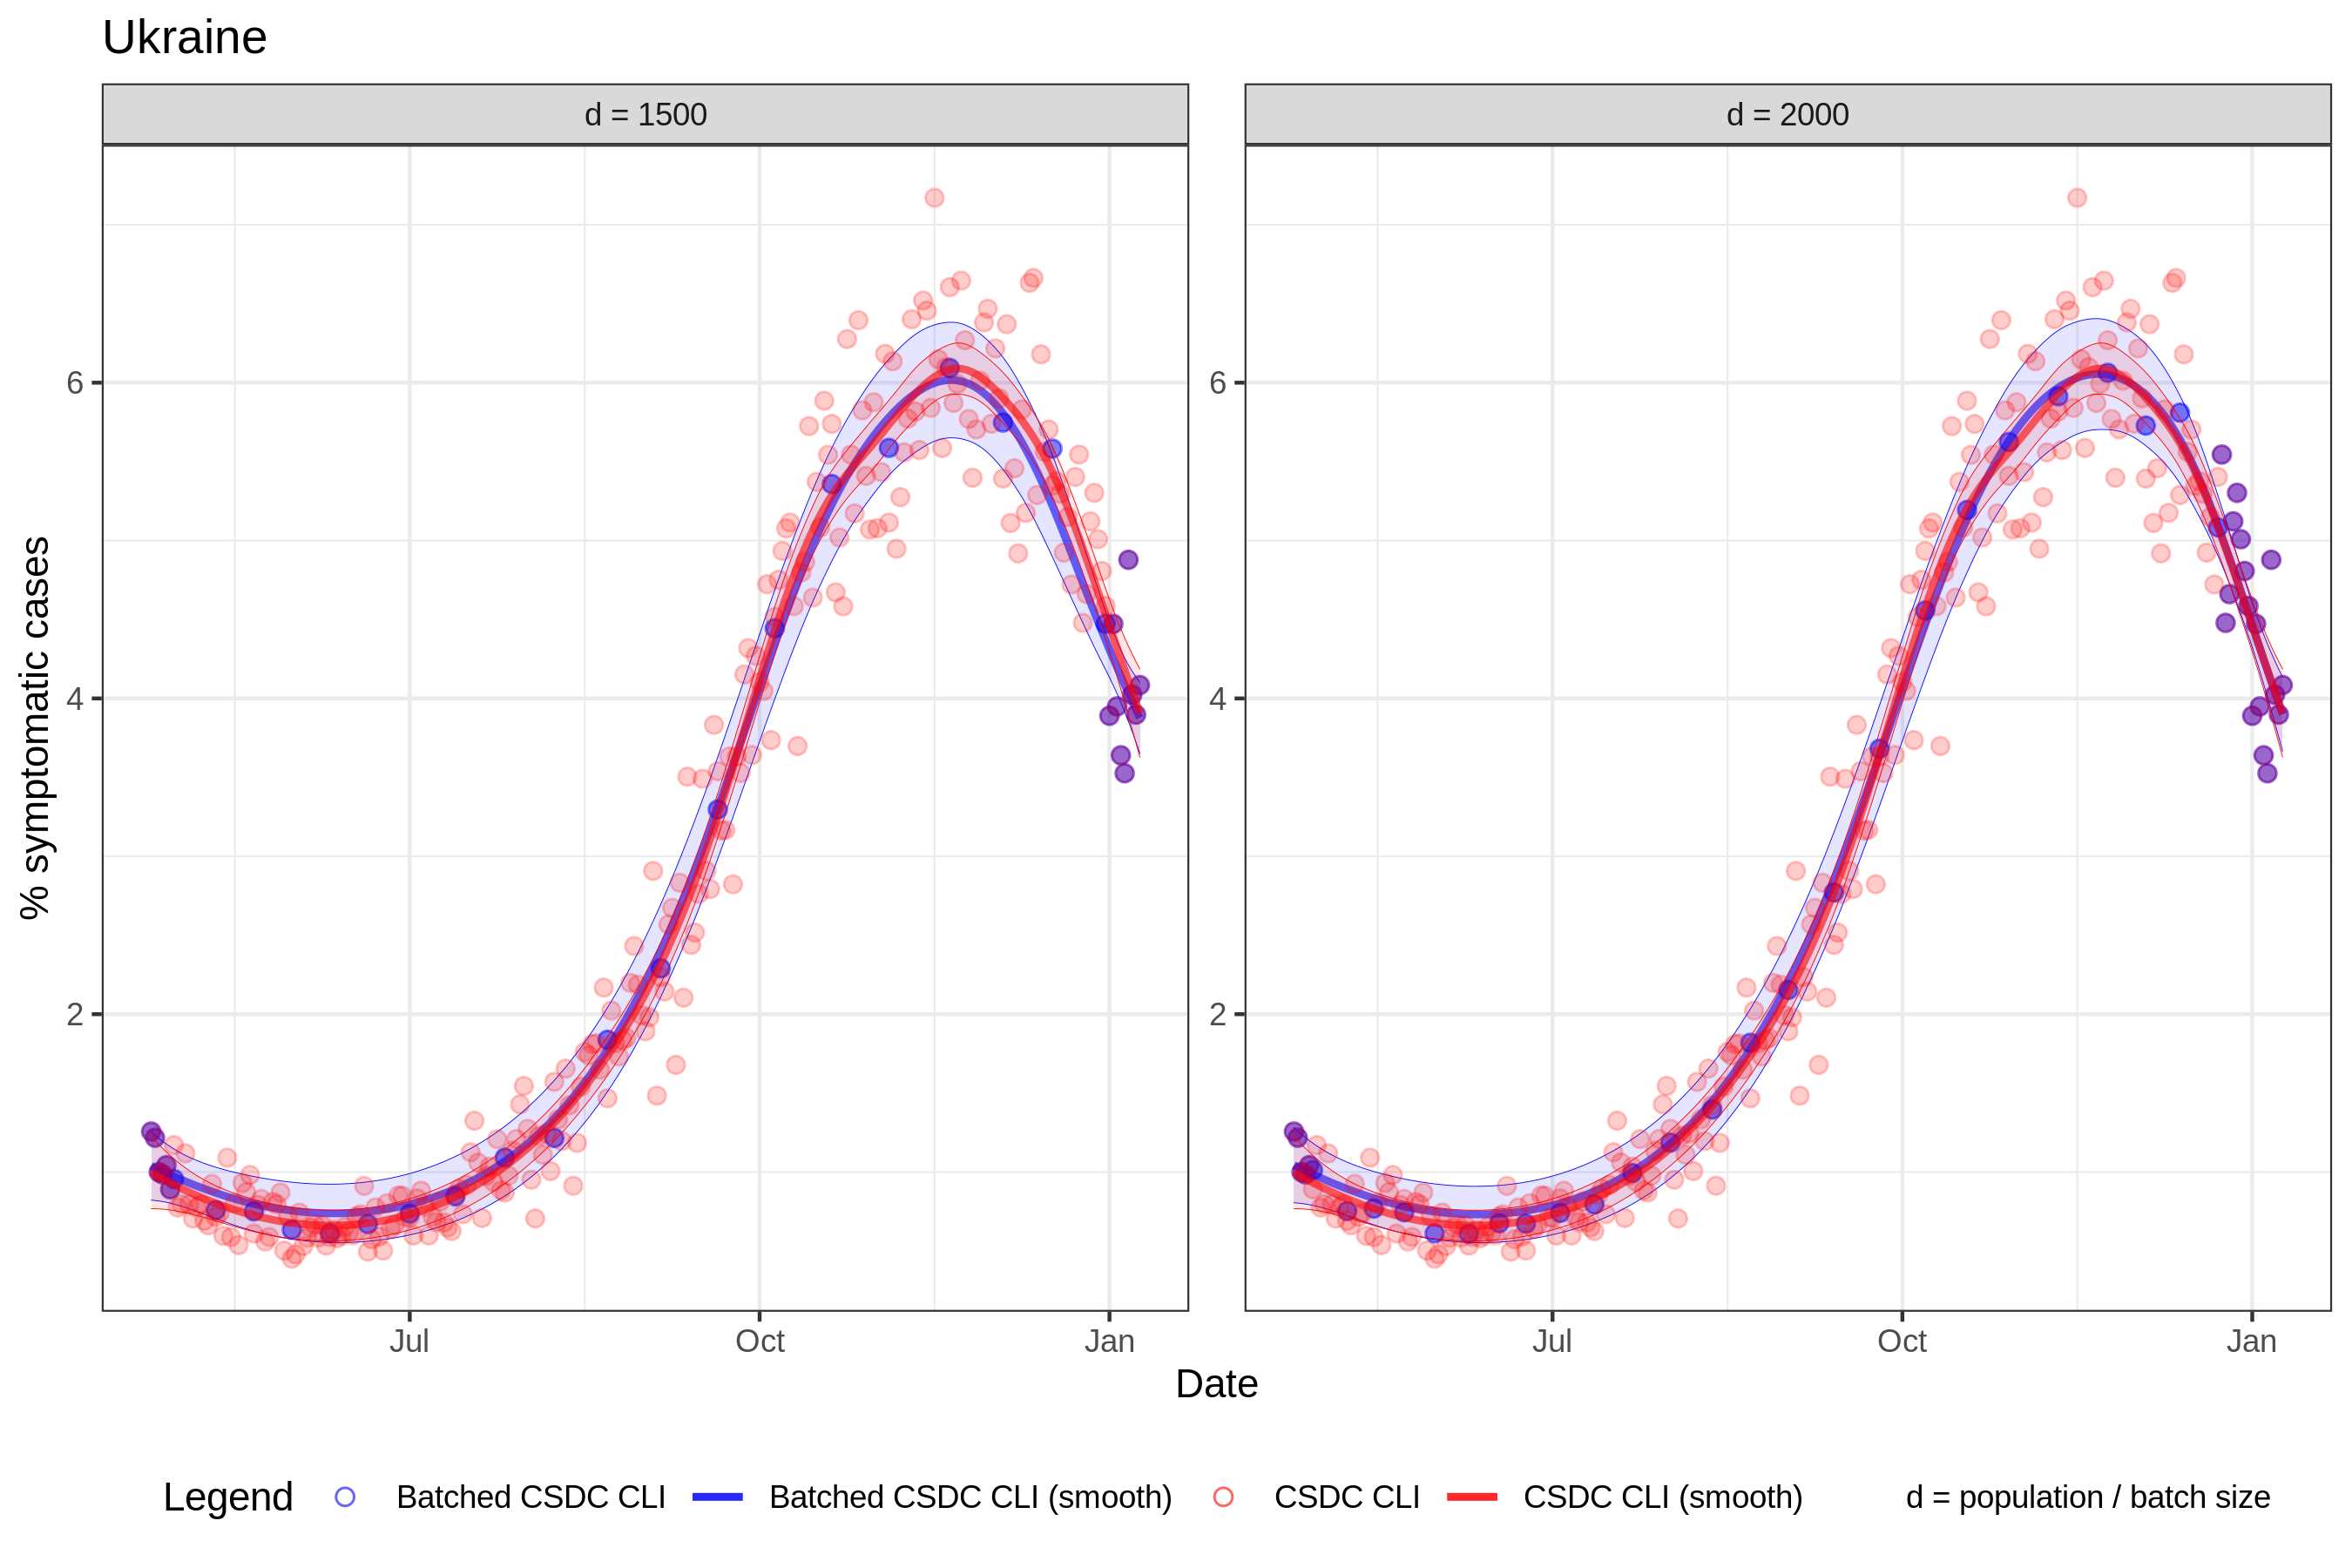 Ukraine
d = 1500
d = 2000
% symptomatic cases
6
4
2
6
4
2
Jul
Oct
Jan
Jul
Oct
Jan
Date
Legend
Batched CSDC CLI
Batched CSDC CLI (smooth)
CSDC CLI
CSDC CLI (smooth)
d = population / batch size